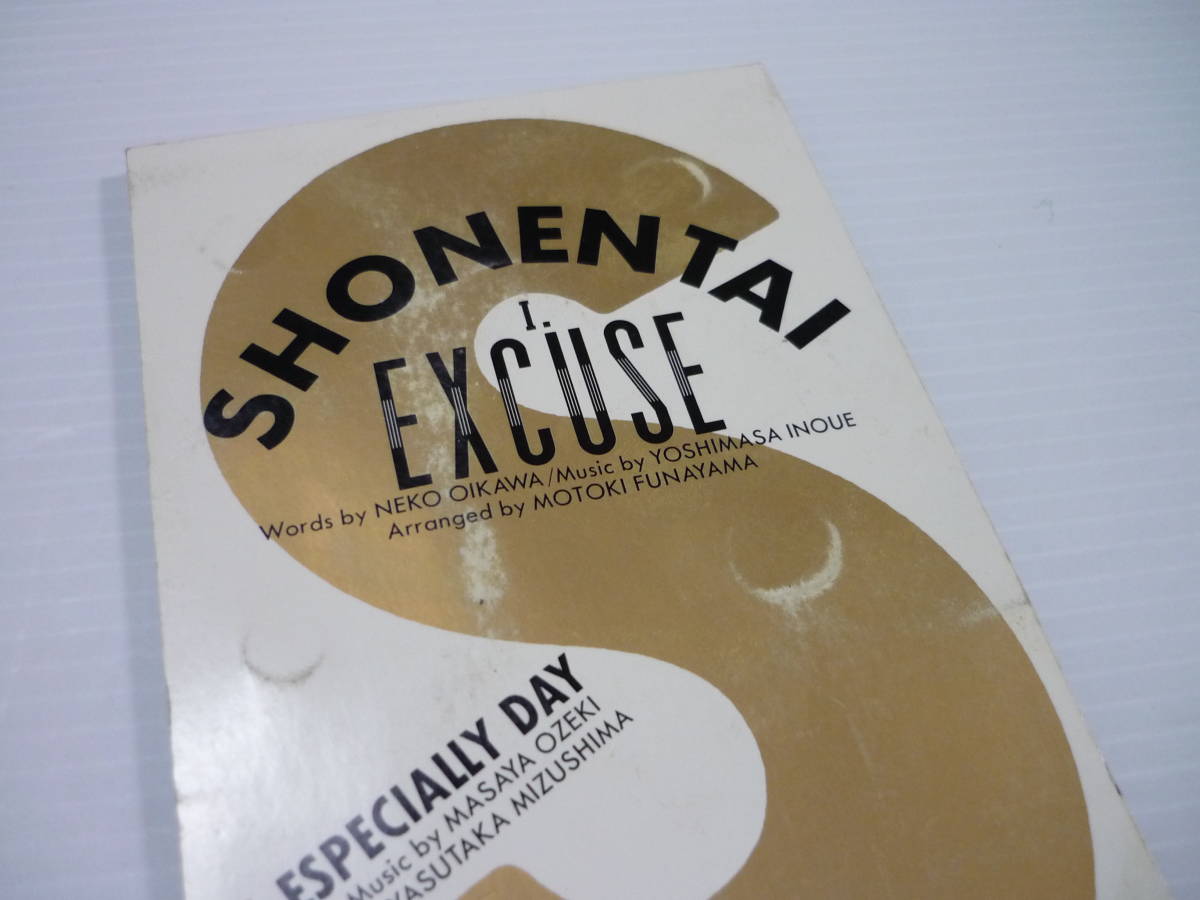 SHONENTAI
I.
EXCUSE
Words by NEKO OIKAWA/Music by YOSHIMASA INOUE
Arranged by MOTOKI FUNAYAMA
ESPECIALLY DAY
Music by MASAYA OZEKI
YASUTAKA MIZUSHIMA